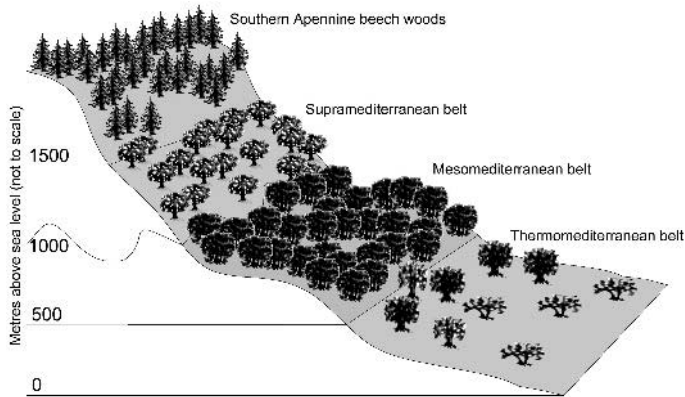 Southern Apennine beech woods
Supramediterranean belt
1500
Mesomediterranean belt
Thermomediterranean belt
1000
500
0
Metres above sea level (not to scale)